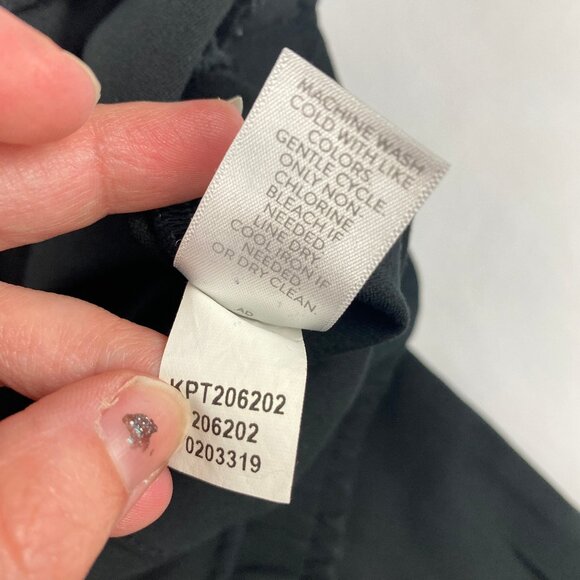 MACHINE WASH
COLD WITH LIKE
COLORS.
GENTLE CYCLE.
ONLY NON
CHLORINE
BLEACH IF
NEEDED.
LINE DRY.
COOL IRON IF
NEEDED
OR DRY CLEAN.
AD
KPT206202
206202
0203319